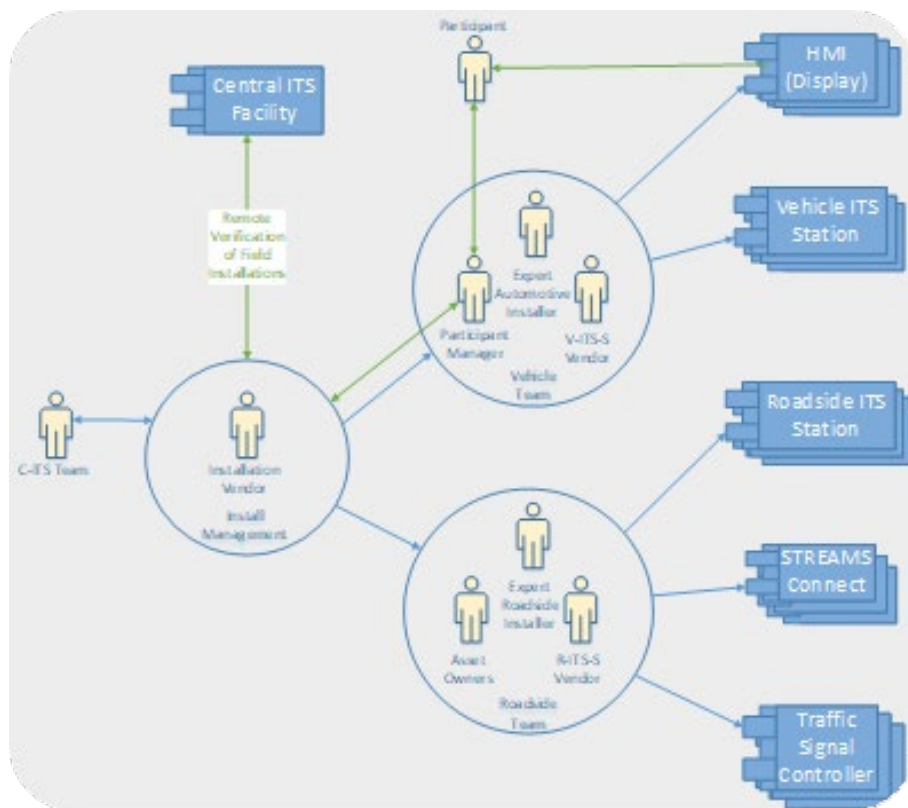 Participant
HMI
(Display)
Central ITS
Facility
Remote
Verification
of Field
Installations
Vehicle ITS
Station
Expert
Automotive
Installer
Participant
Manager
V-ITS-S
Vendor
Vehicle
Team
C-ITS Team
Installation
Vendor
Install
Management
Roadside ITS
Station
Expert
Roadside
Installer
Asset
Owners
R-ITS-S
Vendor
Roadside
Team
STREAMS
Connect
Traffic
Signal
Controller